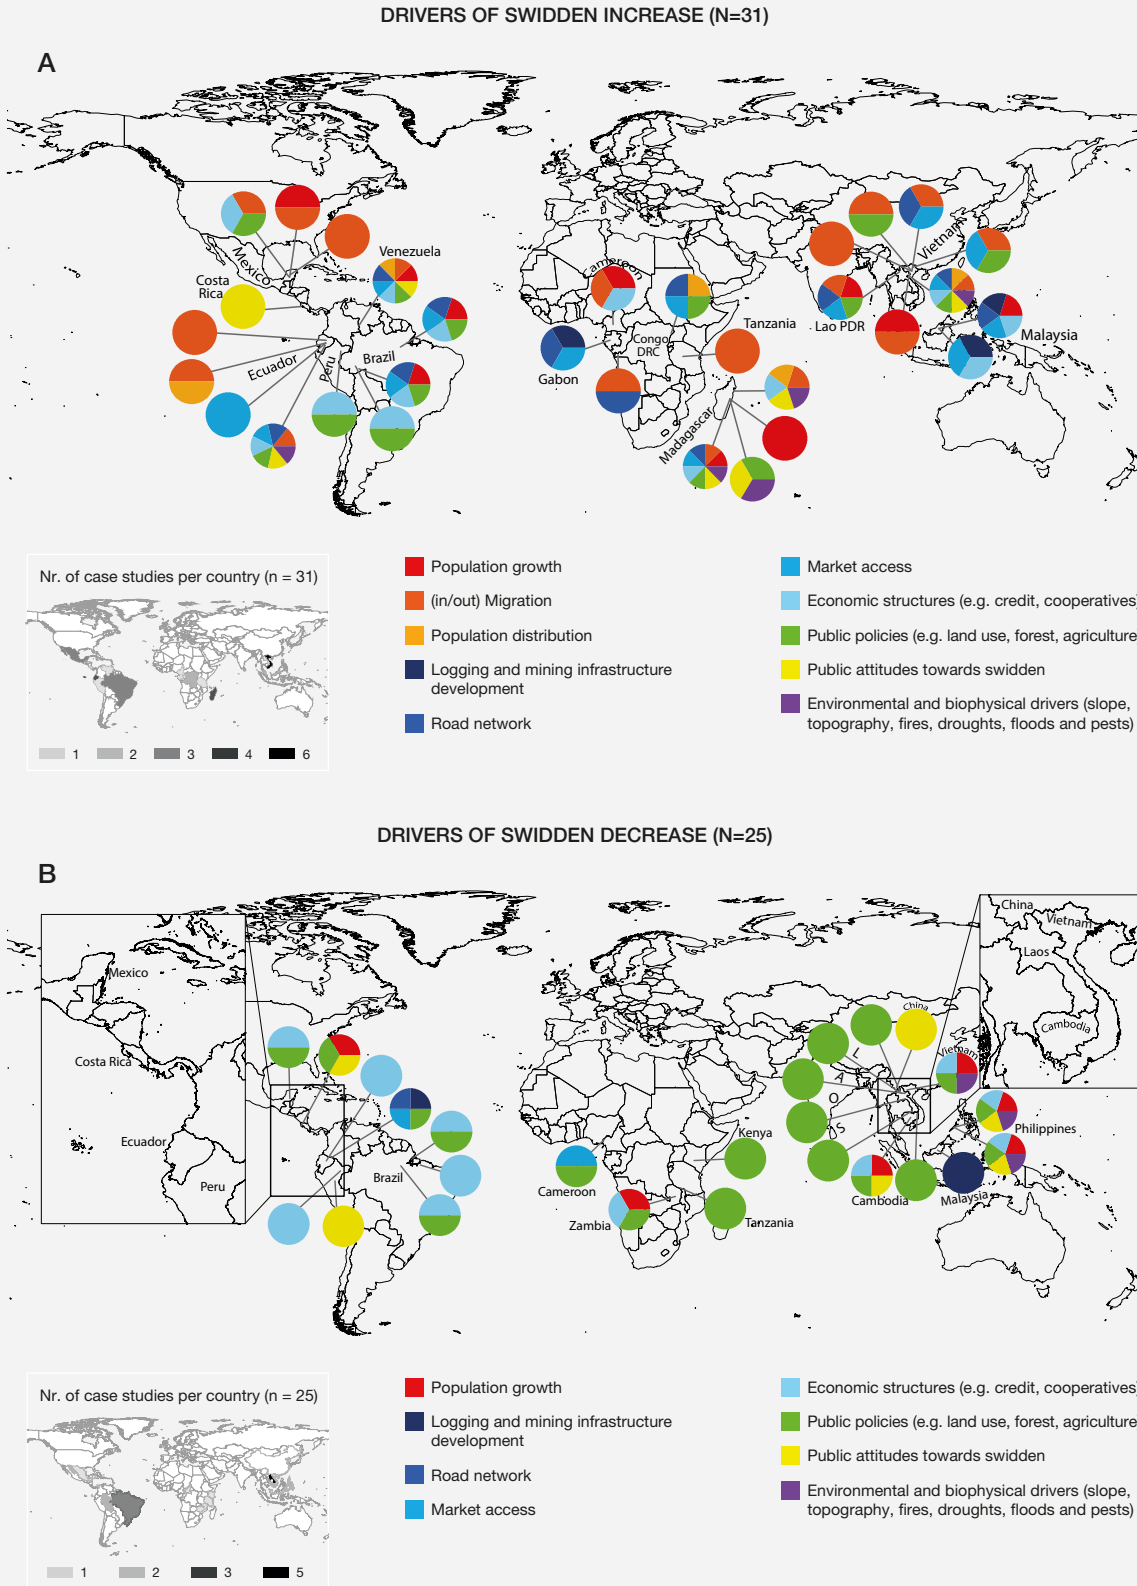 DRIVERS OF SWIDDEN INCREASE (N=31)
A
Mexico
Costa
Rica
Venezuela
Ecuador
Peru
Brazil
Cameroon
Gabon
Congo
DRC
Tanzania
Madagascar
Vietnam
Lao PDR
Malaysia
Nr. of case studies per country (n = 31)
1
2
3
4
6
Population growth
(in/out) Migration
Population distribution
Logging and mining infrastructure
development
Road network
Market access
Economic structures (e.g. credit, cooperatives)
Public policies (e.g. land use, forest, agriculture
Public attitudes towards swidden
Environmental and biophysical drivers (slope,
topography, fires, droughts, floods and pests)
DRIVERS OF SWIDDEN DECREASE (N=25)
B
Mexico
Costa Rica
Ecuador
Peru
Brazil
Cameroon
Zambia
Kenya
Tanzania
L
A
O
S
China
Vietnam
Cambodia
Malaysia
Philippines
China
Vietnam
Laos
Cambodia
Nr. of case studies per country (n = 25)
1
2
3
5
Population growth
Logging and mining infrastructure
development
Road network
Market access
Economic structures (e.g. credit, cooperatives)
Public policies (e.g. land use, forest, agriculture
Public attitudes towards swidden
Environmental and biophysical drivers (slope,
topography, fires, droughts, floods and pests)